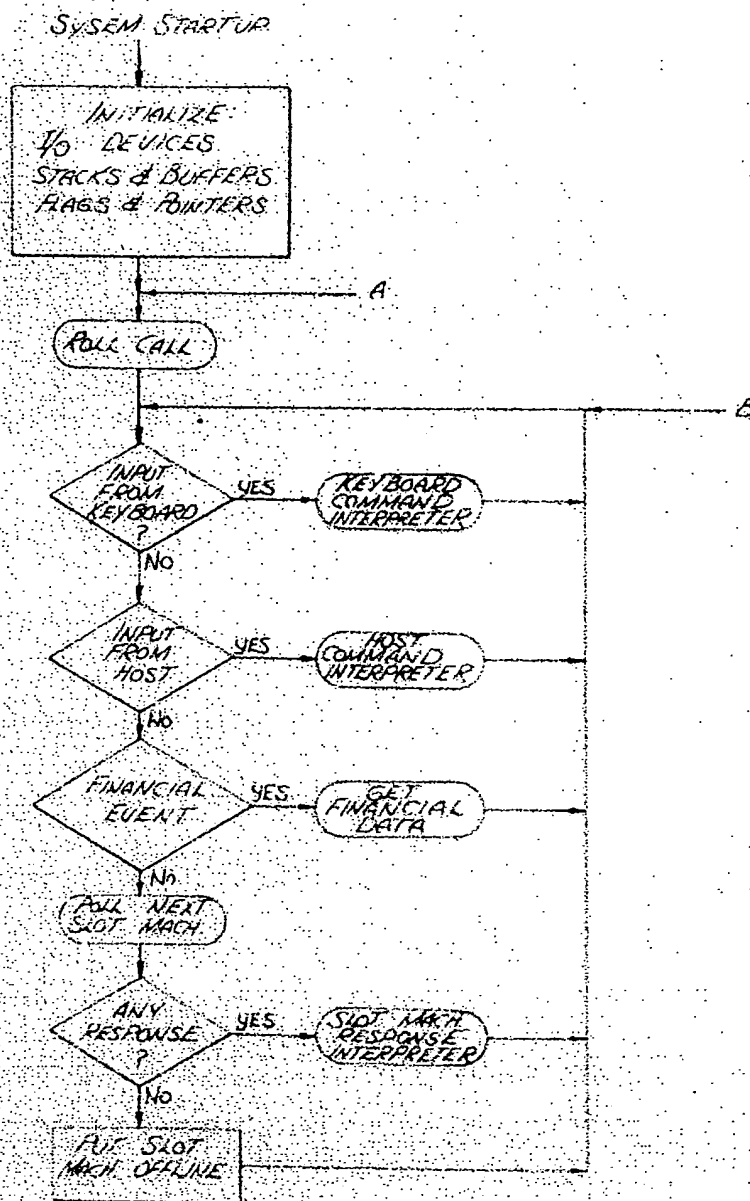 SYSEM STARTUP
INITIALIZE:
I/O DEVICES
STACKS & BUFFERS
FLAGS & POINTERS
A
ROLL CALL
B
INPUT
FROM
KEYBOARD
?
YES
KEYBOARD
COMMAND
INTERPRETER
NO
INPUT
FROM
HOST
YES
HOST
COMMAND
INTERPRETER
NO
FINANCIAL
EVENT
YES
GET
FINANCIAL
DATA
NO
POLL NEXT
SLOT MACH.
ANY
RESPONSE
?
YES
SLOT MACH
RESPONSE
INTERPRETER
NO
PUT SLOT
MACH. OFFLINE